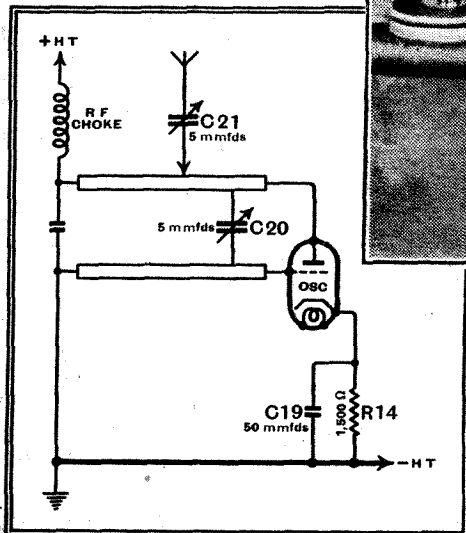 +HT
RF
CHOKE
C21
5 mmfds
5 mmfds C20
OSC
C19
50 mmfds
1,500 Ω
R14
-HT